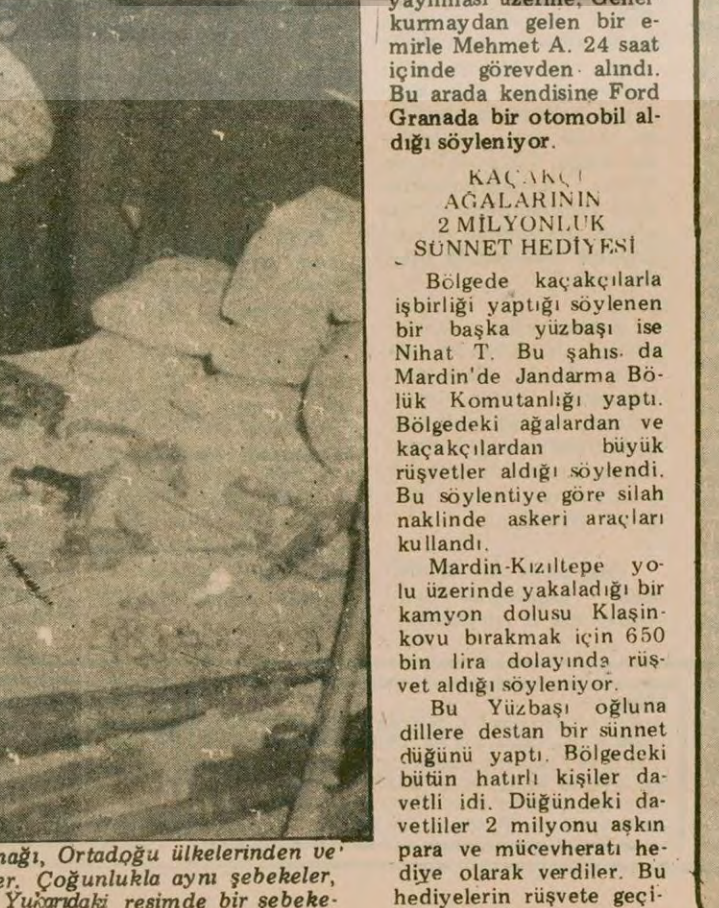 yayınlması üzerine, Genel
kurmaydan gelen bir e-
mirle Mehmet A. 24 saat
içinde görevden alındı.
Bu arada kendisine Ford
Granada bir otomobil al-
dığı söyleniyor.
KAÇAKÇI
AĞALARININ
2 MİLYONLUK
SÜNNET HEDİYESİ
Bölgede kaçakçılarla
işbirliği yaptığı söylenen
bir başka yüzbaşı ise
Nihat T. Bu şahıs da
Mardin'de Jandarma Bö-
lük Komutanlığı yaptı.
Bölgedeki ağalardan ve
kaçakçılardan büyük
rüşvetler aldığı söylendi.
Bu söylentiye göre silah
naklinde askeri araçları
kullandı.
Mardin-Kızıltepe yo-
lu üzerinde yakaladığı bir
kamyon dolusu Klaşin-
kovu bırakmak için 650
bin lira dolayında rüş-
vet aldığı söyleniyor.
Bu Yüzbaşı oğluna
dillere destan bir sünnet
düğünü yaptı. Bölgedeki
bütün hatırlı kişiler da-
vetli idi. Düğündeki da-
vetliler 2 milyonu aşkın
para ve mücevheratı he-
diye olarak verdiler. Bu
hediyelerin rüşvete geçi-
nağı, Ortadoğu ülkelerinden ve
er. Çoğunlukla aynı şebekeler,
Yukarıdaki resimde bir şebeke-